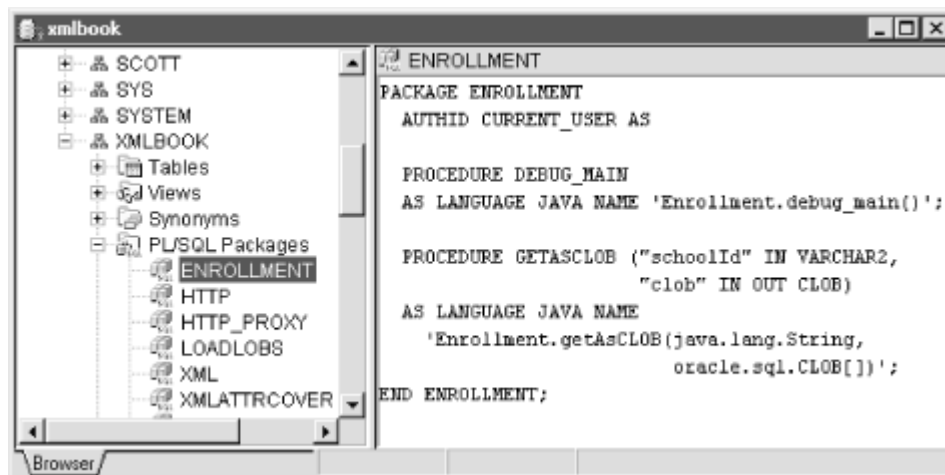 xmlbook
SCOTT
SYS
SYSTEM
XMLBOOK
Tables
Views
Synonyms
PL/SQL Packages
ENROLLMENT
HTTP
HTTP_PROXY
LOADLOBS
XML
XMLATTRCOVER
Browser
ENROLLMENT
PACKAGE ENROLLMENT
AUTHID CURRENT_USER AS
PROCEDURE DEBUG_MAIN
AS LANGUAGE JAVA NAME 'Enrollment.debug_main()';
PROCEDURE GETASCLOB ("schoolId" IN VARCHAR2,
"clob" IN OUT CLOB)
AS LANGUAGE JAVA NAME
'Enrollment.getAsCLOB(java.lang.String,
oracle.sql.CLOB[])';
END ENROLLMENT;